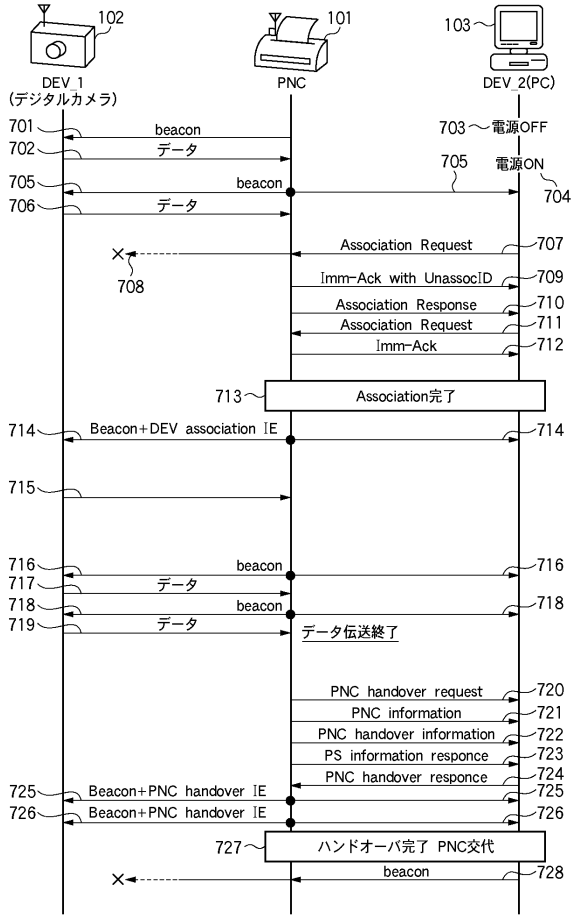 102
101
103
DEV_1
(デジタルカメラ)
PNC
DEV_2(PC)
701
beacon
703
電源OFF
702
データ
705
電源ON
704
705
beacon
706
データ
Association Request
707
708
Imm-Ack with UnassocID
709
Association Response
710
Association Request
711
Imm-Ack
712
713
Association完了
714
Beacon+DEV association IE
714
715
716
beacon
716
717
データ
718
beacon
718
719
データ
データ伝送終了
PNC handover request
720
PNC information
721
PNC handover information
722
PS information responce
723
PNC handover responce
724
725
Beacon+PNC handover IE
725
726
Beacon+PNC handover IE
726
727
ハンドオーバ完了 PNC交代
beacon
728